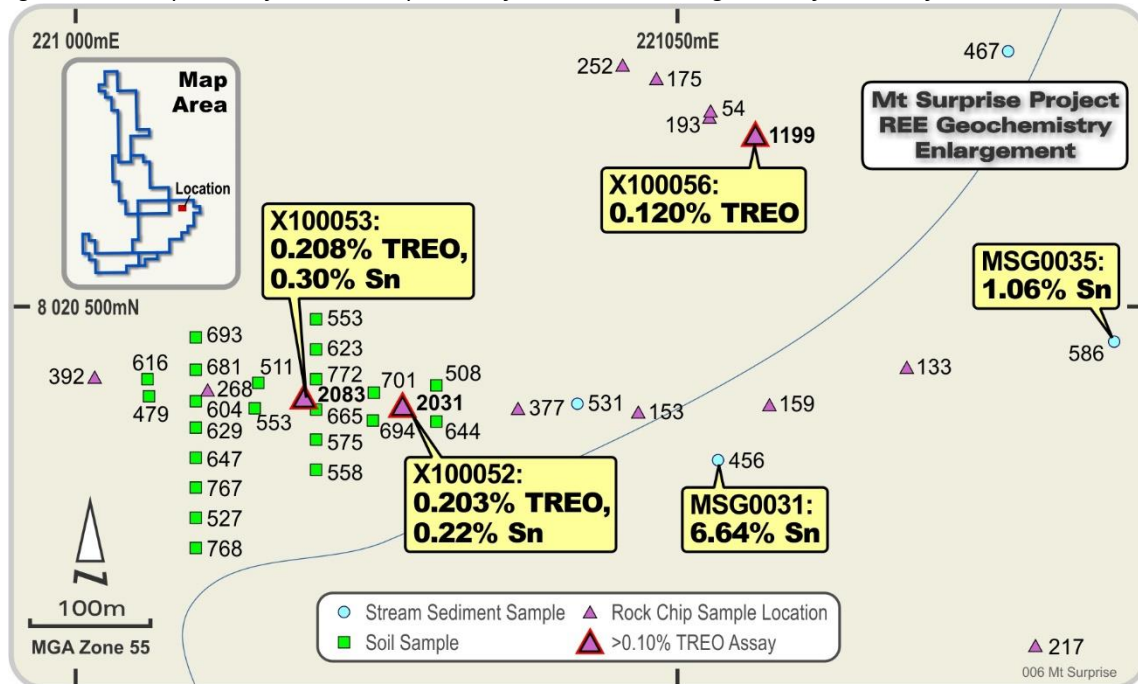 221 000mE
221050mE
467
252
175
Map
Area
54
193
1199
Mt Surprise Project
REE Geochemistry
Enlargement
Location
X100056:
0.120% TREO
X100053:
0.208% TREO,
0.30% Sn
MSG0035:
1.06% Sn
8 020 500mN
553
693
623
586
616
681
511
772
701
508
133
392
268
2083
2031
479
604
553
665
694
644
377
531
153
159
629
575
647
558
456
X100052:
0.203% TREO,
0.22% Sn
MSG0031:
6.64% Sn
767
527
768
N
100m
MGA Zone 55
Stream Sediment Sample
Rock Chip Sample Location
Soil Sample
>0.10% TREO Assay
217
006 Mt Surprise